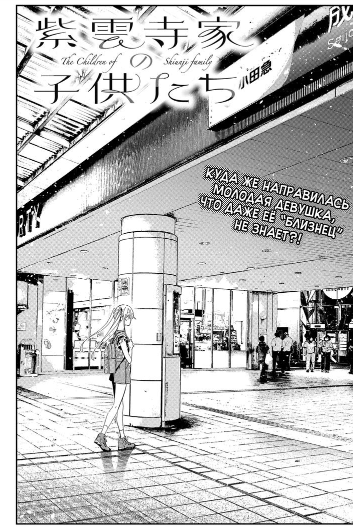 紫雲寺家
The Children of Shiunji family
の
子供たち
小田急
КУДА ЖЕ НАПРАВИЛАСЬ
МОЛОДАЯ ДЕВУШКА,
ЧТО ДАЖЕ ЕЁ "БЛИЗНЕЦ"
НЕ ЗНАЕТ?!